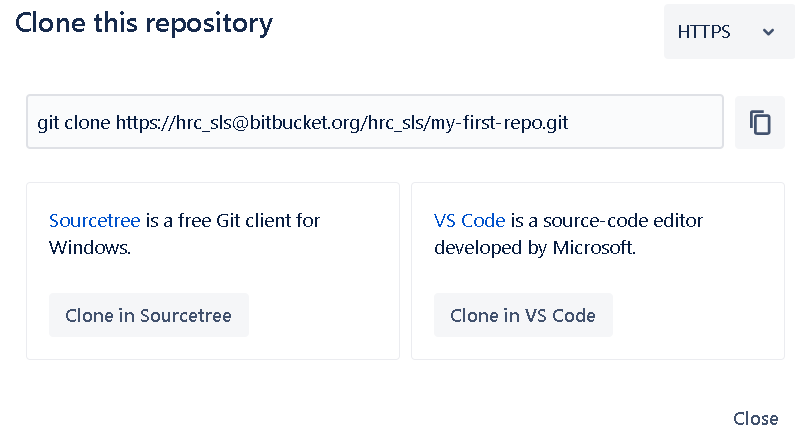 Clone this repository
HTTPS
git clone https://hrc_sls@bitbucket.org/hrc_sls/my-first-repo.git
Sourcetree is a free Git client for
Windows.
Clone in Sourcetree
VS Code is a source-code editor
developed by Microsoft.
Clone in VS Code
Close